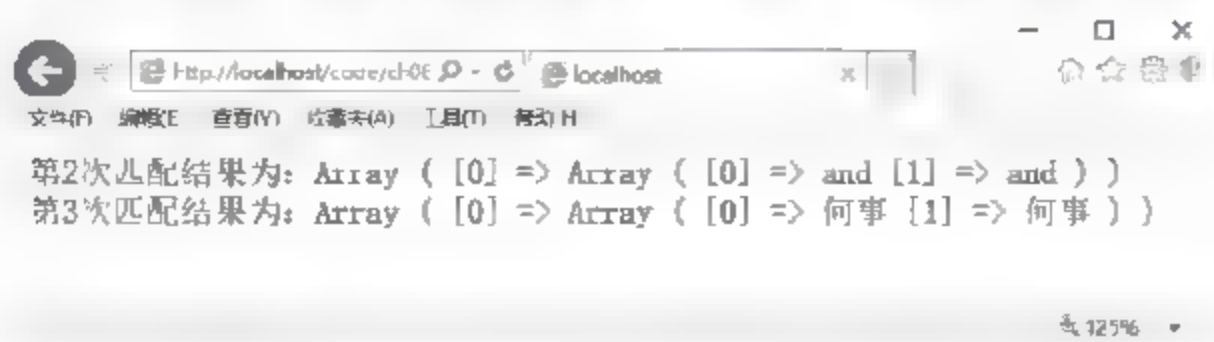 http://localhost/code/ch06 localhost
文件(F) 编辑(E 查看(V) 收藏夹(A) 工具(T) 帮助 H
第2次匹配结果为: Array ( [0] => Array ( [0] => and [1] => and ) )
第3次匹配结果为: Array ( [0] => Array ( [0] => 何事 [1] => 何事 ) )
125%